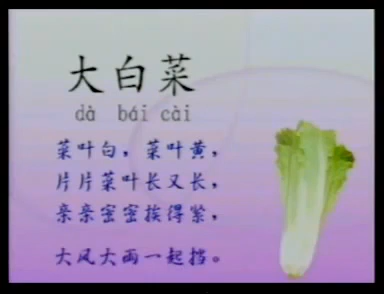 大白菜
dà bái cài
菜叶白，菜叶黄，
片片菜叶长又长，
亲亲密密挨得紧，
大风大雨一起挡。